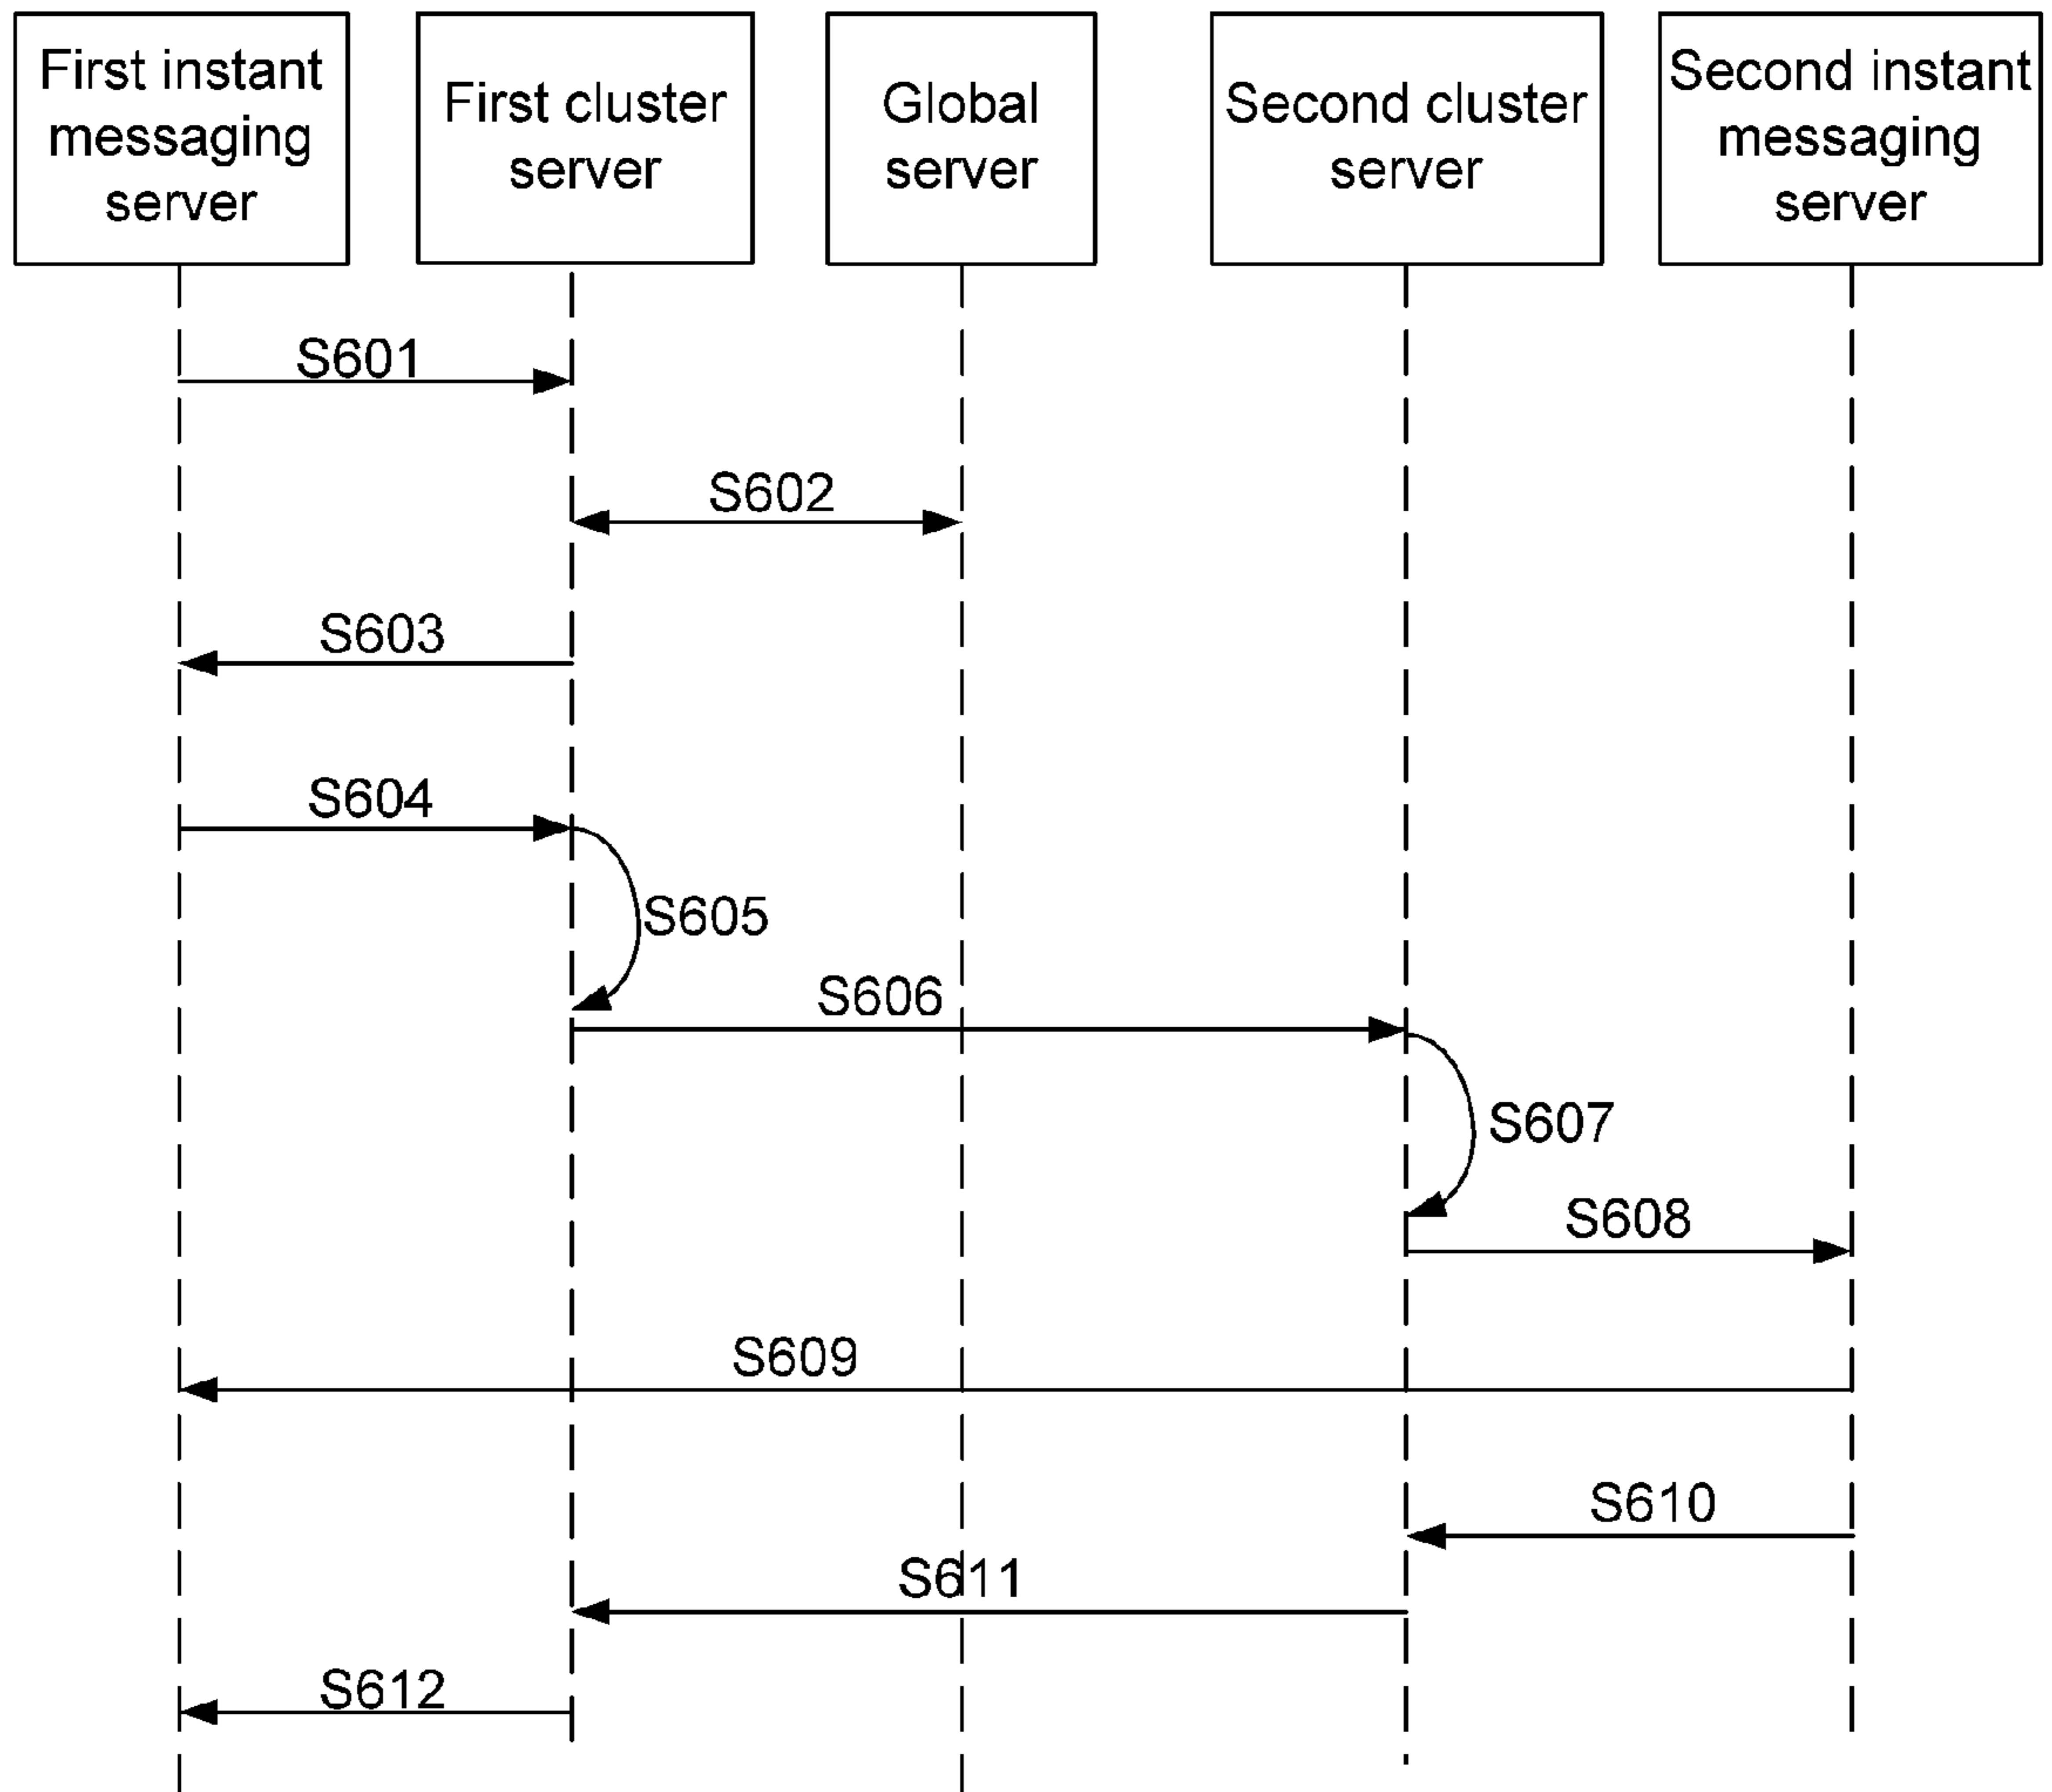 First instant
messaging
server
First cluster
server
Global
server
Second cluster
server
Second instant
messaging
server
S601
S602
S603
S604
S605
S606
S607
S608
S609
S610
S611
S612